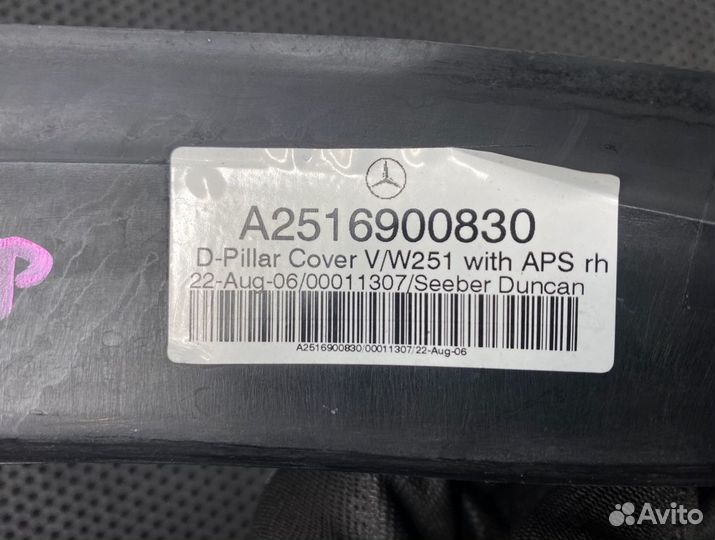 A2516900830
D-Pillar Cover V/W251 with APS rh
22-Aug-06/00011307/Seeber Duncan
A2516900830/00011307/22-Aug-06
P
Avito